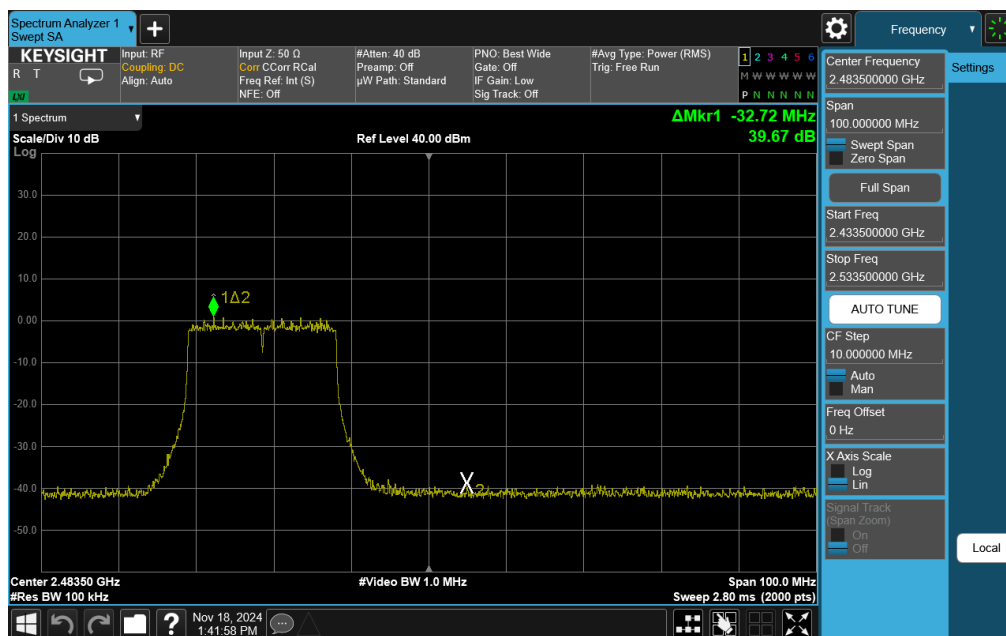 Spectrum Analyzer 1
Swept SA
Frequency
KEYSIGHT
R T
LXI
Input: RF
Coupling: DC
Align: Auto
Input Z: 50 Ω
Corr CCorr RCal
Freq Ref: Int (S)
NFE: Off
#Atten: 40 dB
Preamp: Off
µW Path: Standard
PNO: Best Wide
Gate: Off
IF Gain: Low
Sig Track: Off
#Avg Type: Power (RMS)
Trig: Free Run
1 2 3 4 5 6
M W W W W W
P N N N N N
1 Spectrum
ΔMkr1 -32.72 MHz
39.67 dB
Scale/Div 10 dB
Ref Level 40.00 dBm
Log
30.0
20.0
10.0
0.00
-10.0
-20.0
-30.0
-40.0
-50.0
1Δ2
X2
Center 2.48350 GHz
#Video BW 1.0 MHz
Span 100.0 MHz
#Res BW 100 kHz
Sweep 2.80 ms (2000 pts)
Nov 18, 2024
1:41:58 PM
Center Frequency
2.483500000 GHz
Span
100.000000 MHz
Swept Span
Zero Span
Full Span
Start Freq
2.433500000 GHz
Stop Freq
2.533500000 GHz
AUTO TUNE
CF Step
10.000000 MHz
Auto
Man
Freq Offset
0 Hz
X Axis Scale
Log
Lin
Signal Track
(Span Zoom)
On
Off
Settings
Local